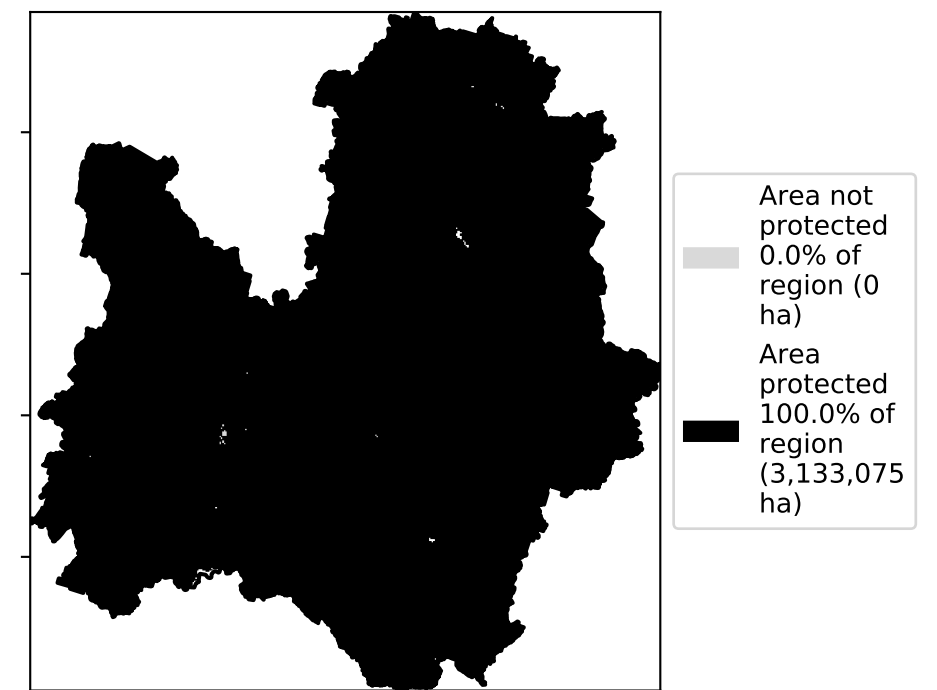 Area not
protected
0.0% of
region (0
ha)
Area
protected
100.0% of
region
(3,133,075
ha)